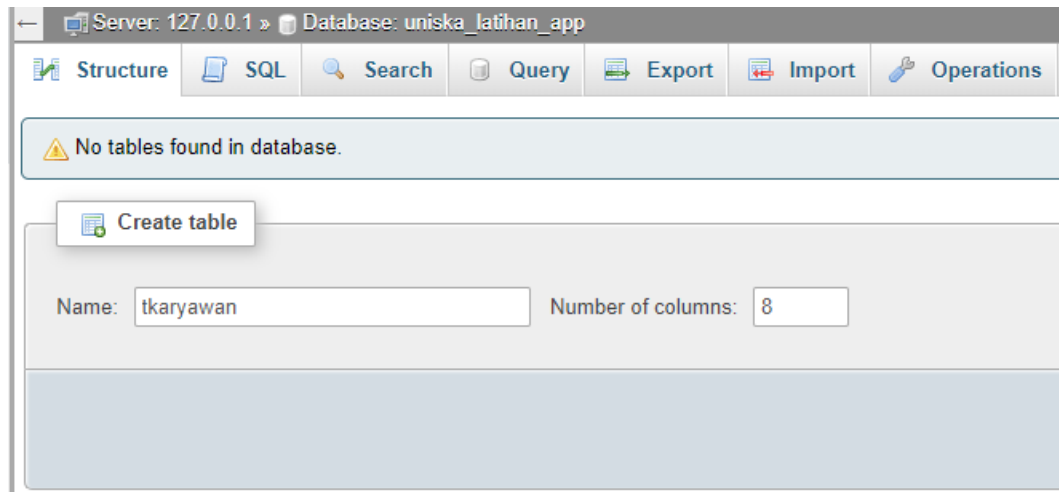 ← Server: 127.0.0.1 » Database: uniska_latihan_app
Structure SQL Search Query Export Import Operations
No tables found in database.
Create table
Name: tkaryawan Number of columns: 8